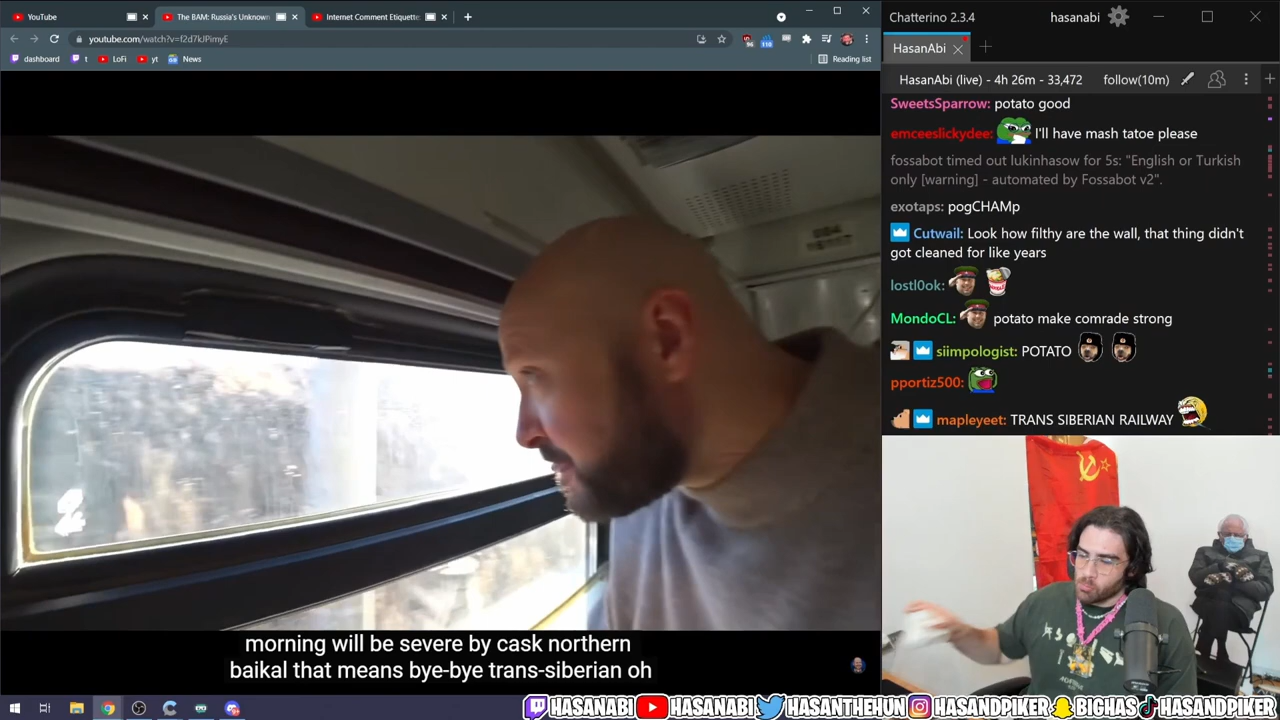 YouTube
The BAM: Russia's Unknown
Internet Comment Etiquette
youtube.com/watch?v=f2d7kJPimyE
dashboard
t
LoFi
yt
News
Reading list
morning will be severe by cask northern
baikal that means bye-bye trans-siberian oh
Chatterino 2.3.4
hasanabi
HasanAbi
HasanAbi (live) - 4h 26m - 33,472
follow(10m)
SweetsSparrow: potato good
emceeslickydee: I'll have mash tatoe please
fossabot timed out lukinhasow for 5s: "English or Turkish
only [warning] - automated by Fossabot v2".
exotaps: pogCHAMp
Cutwail: Look how filthy are the wall, that thing didn't
got cleaned for like years
lostl0ok:
MondoCL: potato make comrade strong
siimpologist: POTATO
pportiz500:
mapleyeet: TRANS SIBERIAN RAILWAY
HASANABI HASANABI HASANTHEHUN HASANDPIKER BIGHAS HASANDPIKER